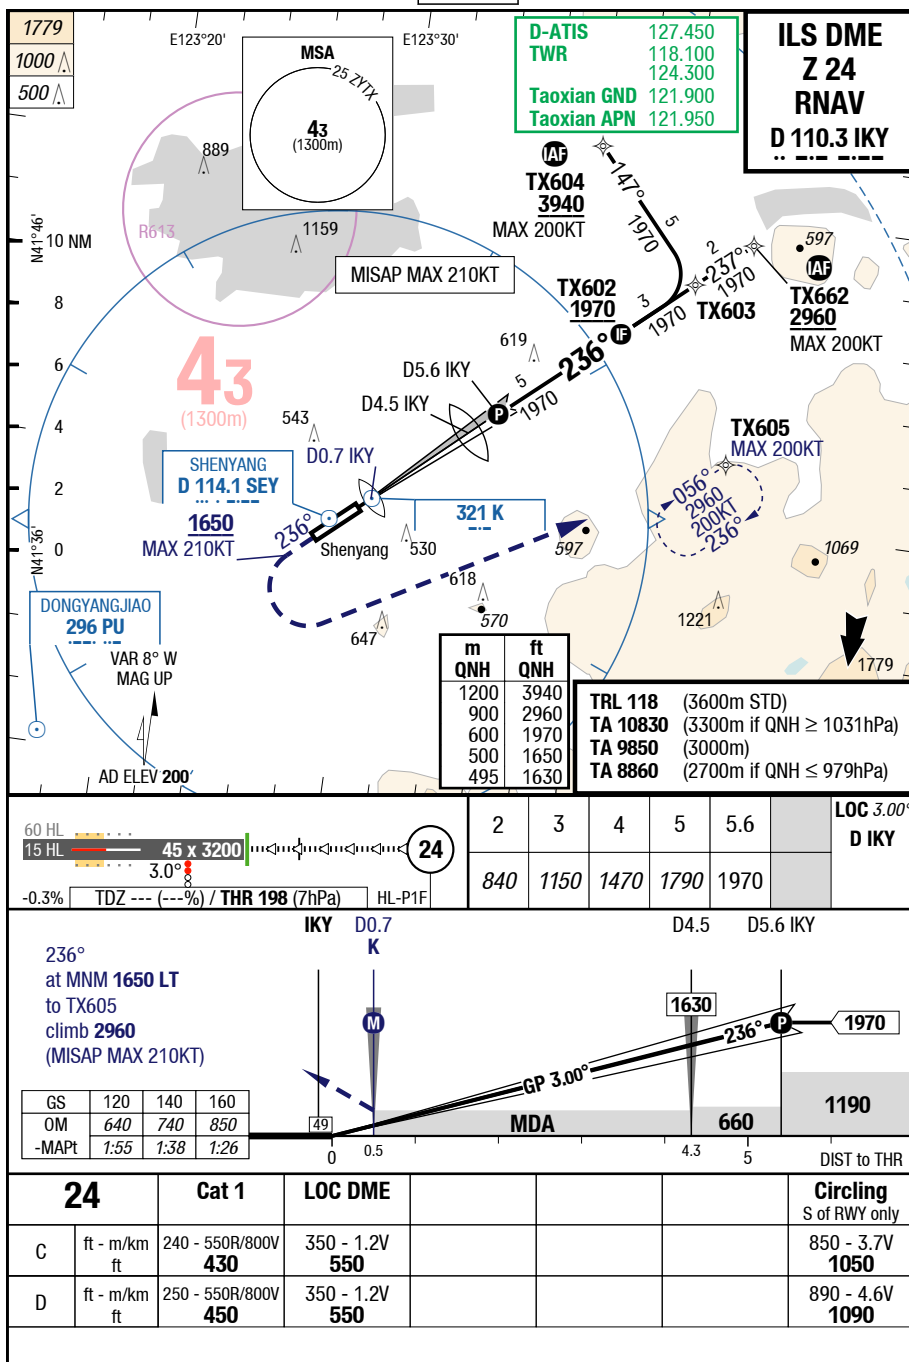 1779
1000
500
E123°20'
E123°30'
MSA
25 ZYTX
43
(1300m)
D-ATIS 127.450
TWR 118.100
124.300
Taoxian GND 121.900
Taoxian APN 121.950
ILS DME
Z 24
RNAV
D 110.3 IKY
889
R613
1159
N41°46'
10 NM
8
6
4
2
0
N41°36'
MISAP MAX 210KT
IAF
TX604
3940
MAX 200KT
147°
5
1970
2
237°
1970
597
IAF
TX662
2960
MAX 200KT
TX603
TX602
1970
IF
3
1970
236°
5
1970
619
D5.6 IKY
P
D4.5 IKY
43
(1300m)
543
D0.7 IKY
SHENYANG
D 114.1 SEY
1650
MAX 210KT
236°
Shenyang
321 K
530
597
618
570
647
TX605
MAX 200KT
056°
2960
200KT
236°
1069
1221
1779
DONGYANGJIAO
296 PU
VAR 8° W
MAG UP
AD ELEV 200'
m ft
QNH QNH
1200 3940
900 2960
600 1970
500 1650
495 1630
TRL 118 (3600m STD)
TA 10830 (3300m if QNH ≥ 1031hPa)
TA 9850 (3000m)
TA 8860 (2700m if QNH ≤ 979hPa)
60 HL
15 HL
45 x 3200
24
3.0°
-0.3%
TDZ --- (---%) / THR 198 (7hPa)
HL-P1F
2 3 4 5 5.6 LOC 3.00°
D IKY
840 1150 1470 1790 1970
IKY D0.7 D4.5 D5.6 IKY
K
236°
at MNM 1650 LT
to TX605
climb 2960
(MISAP MAX 210KT)
M
1630
236°
P
1970
GP 3.00°
49
MDA
660
1190
0 0.5 4.3 5 DIST to THR
GS 120 140 160
OM 640 740 850
-MAPt 1:55 1:38 1:26
24 Cat 1 LOC DME Circling
S of RWY only
C ft - m/km 240 - 550R/800V 350 - 1.2V 850 - 3.7V
ft 430 550 1050
D ft - m/km 250 - 550R/800V 350 - 1.2V 890 - 4.6V
ft 450 550 1090